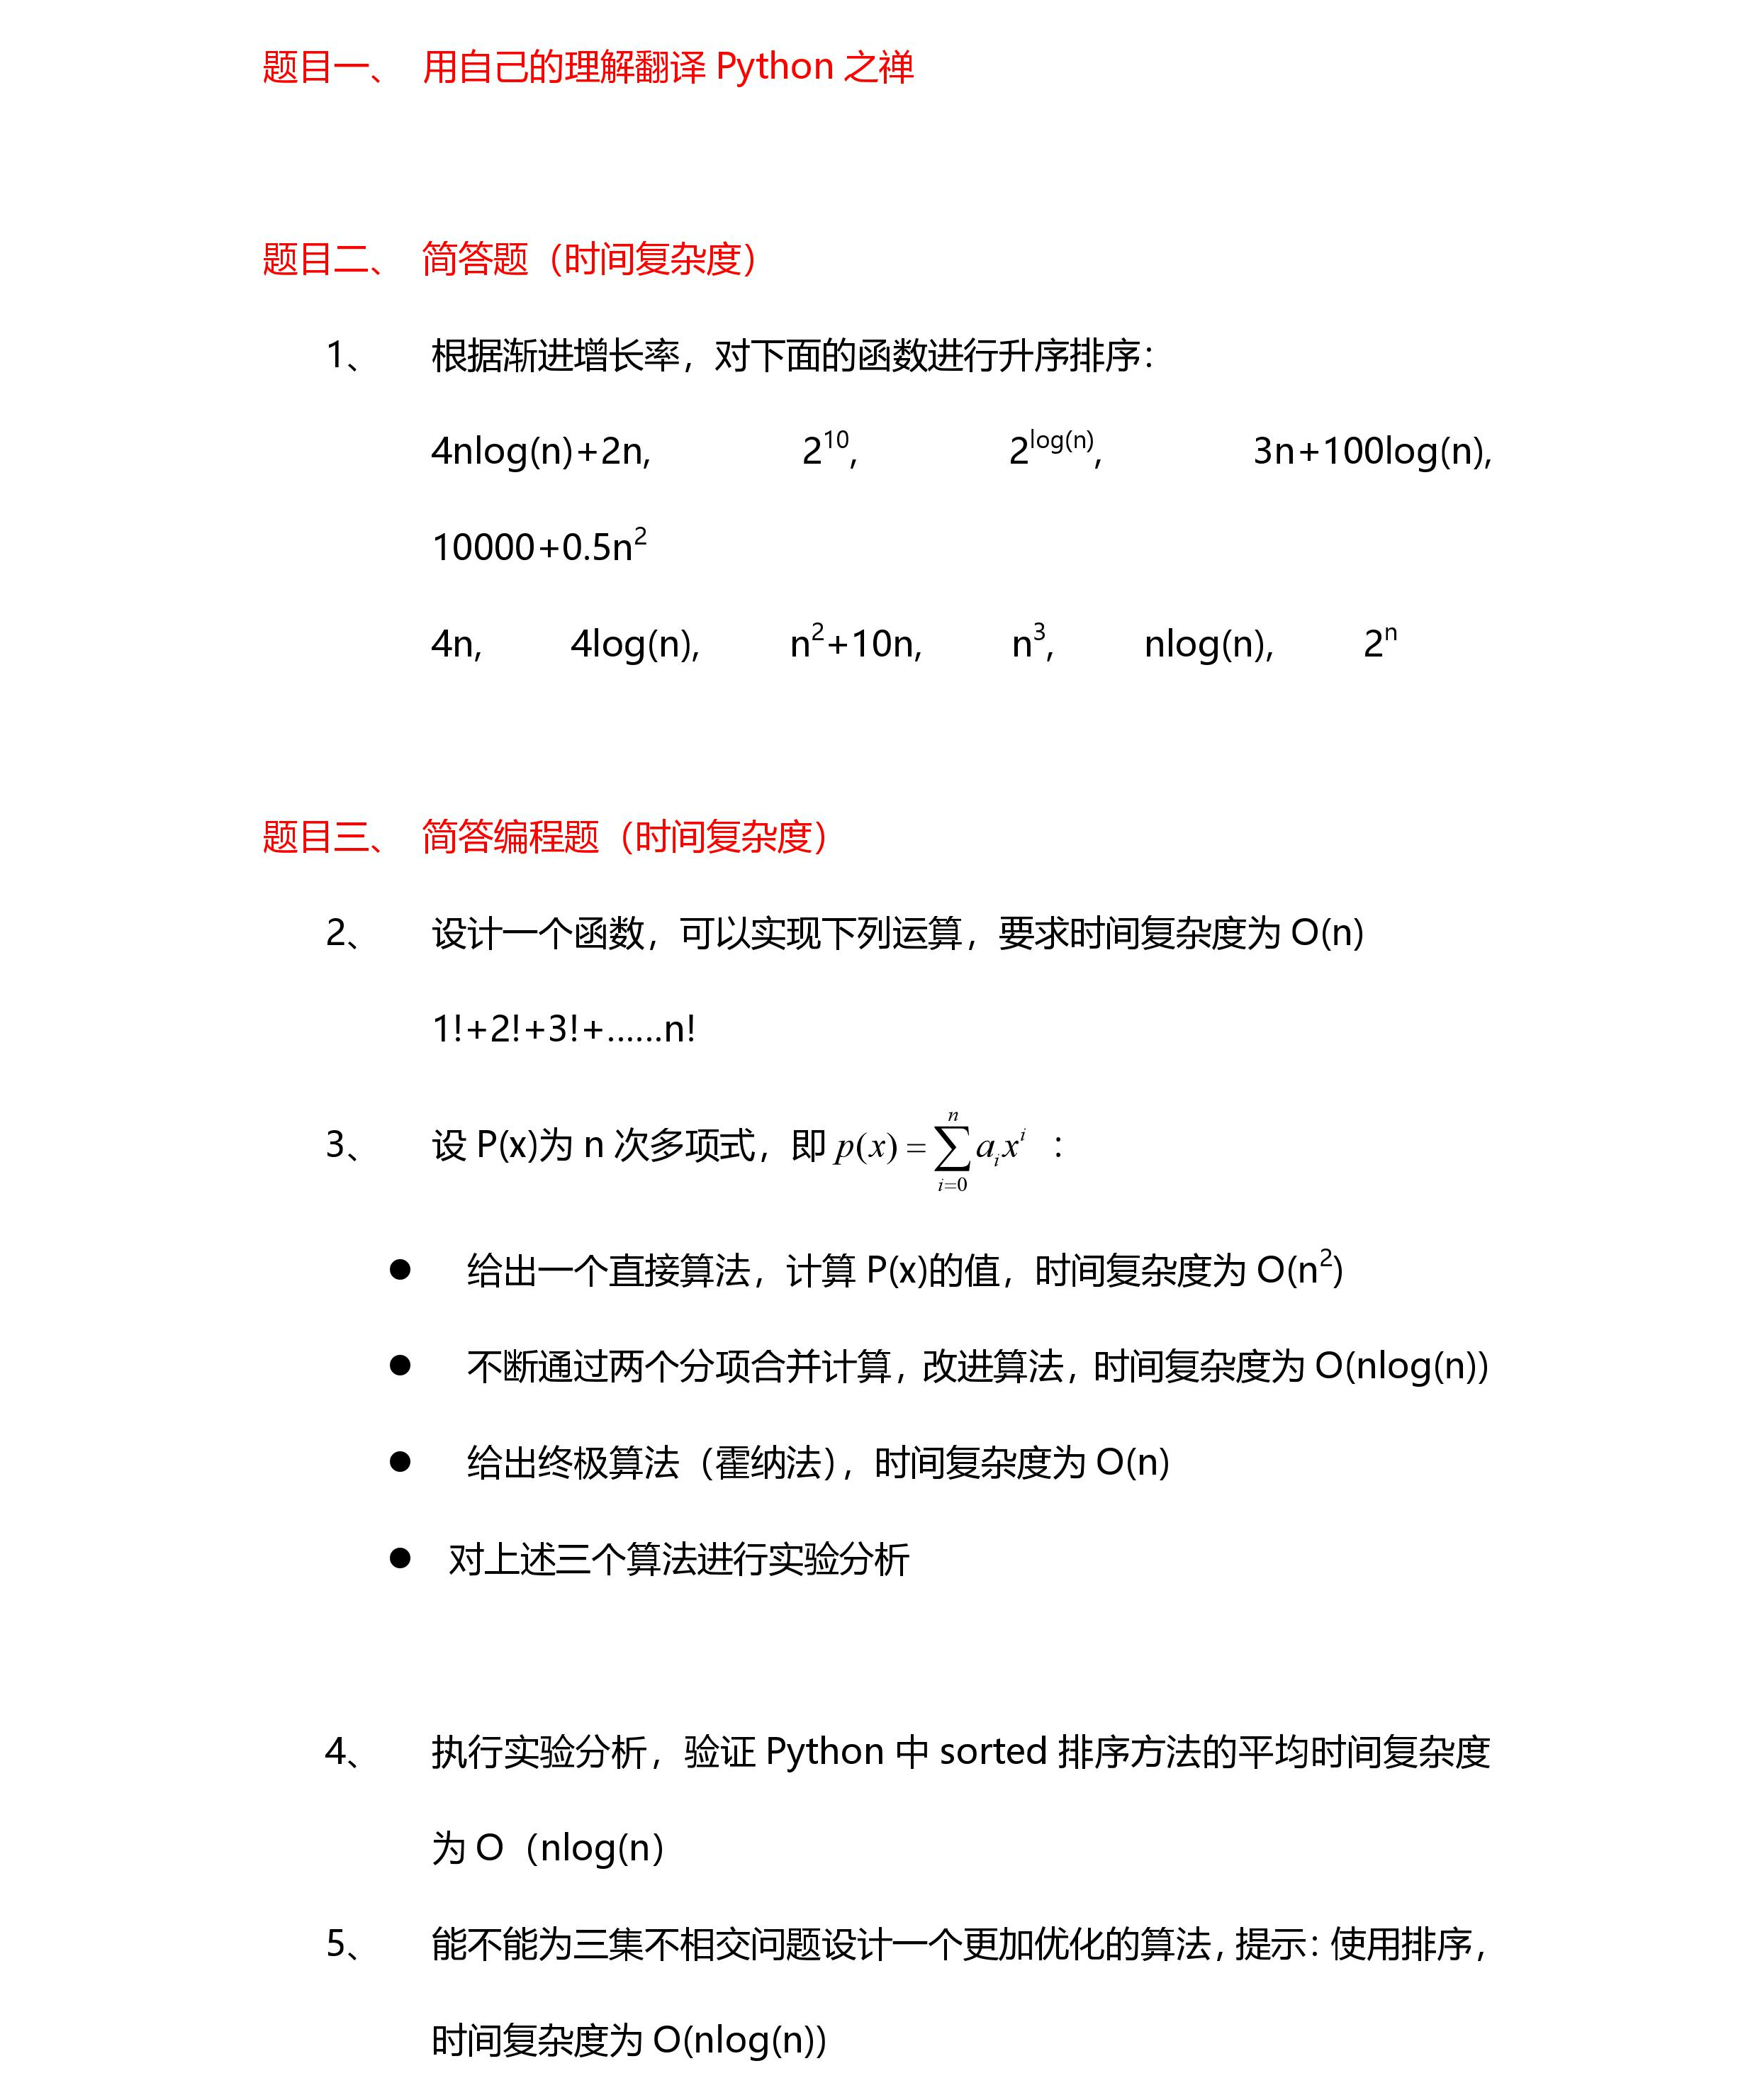 题目一、 用自己的理解翻译 Python 之禅
题目二、 简答题（时间复杂度）
1、 根据渐进增长率，对下面的函数进行升序排序：
4nlog(n)+2n, 2^10, 2^log(n), 3n+100log(n),
10000+0.5n^2
4n, 4log(n), n^2+10n, n^3, nlog(n), 2^n
题目三、 简答编程题（时间复杂度）
2、 设计一个函数，可以实现下列运算，要求时间复杂度为 O(n)
1!+2!+3!+......n!
3、 设 P(x)为 n 次多项式，即 p(x) = ∑_{i=0}^{n} a_i x^i ：
● 给出一个直接算法，计算 P(x)的值，时间复杂度为 O(n^2)
● 不断通过两个分项合并计算，改进算法，时间复杂度为 O(nlog(n))
● 给出终极算法（霍纳法），时间复杂度为 O(n)
● 对上述三个算法进行实验分析
4、 执行实验分析，验证 Python 中 sorted 排序方法的平均时间复杂度
为 O（nlog(n）
5、 能不能为三集不相交问题设计一个更加优化的算法，提示：使用排序，
时间复杂度为 O(nlog(n))